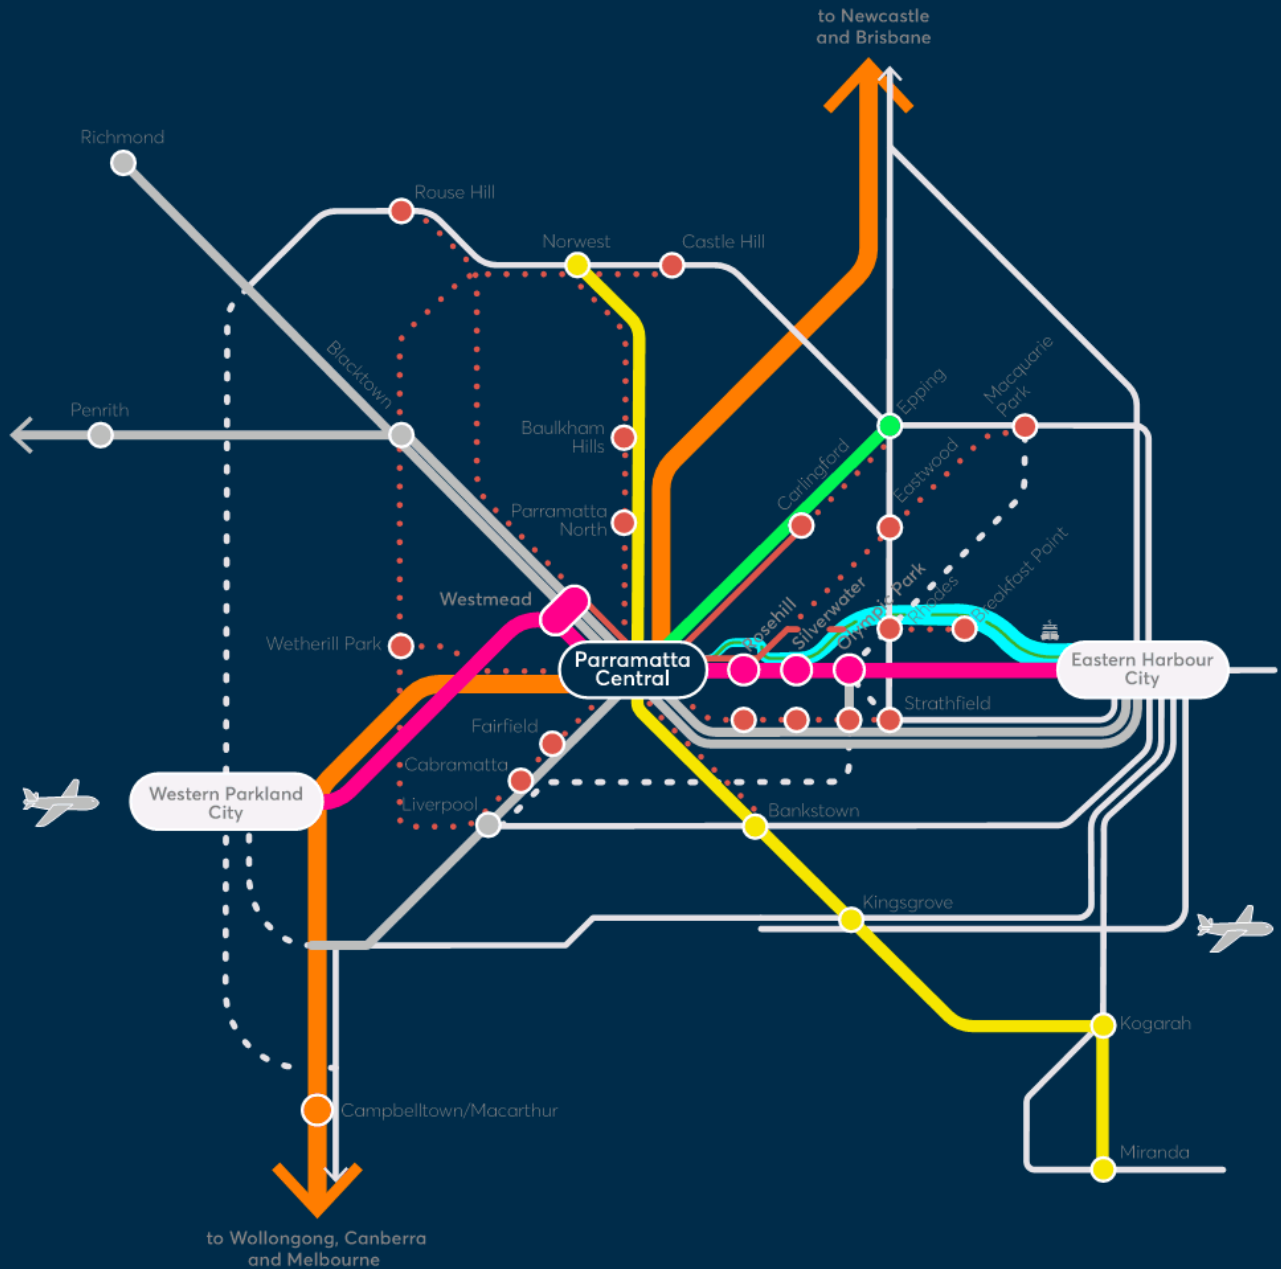 to Newcastle
and Brisbane
Richmond
Rouse Hill
Norwest
Castle Hill
Blacktown
Macquarie
Park
Epping
Penrith
Baulkham
Hills
Carlingford
Eastwood
Parramatta
North
Westmead
Rosehill
Silverwater
Olympic Park
Rhodes
Breakfast Point
Wetherill Park
Parramatta
Central
Eastern Harbour
City
Strathfield
Fairfield
Cabramatta
Western Parkland
City
Liverpool
Bankstown
Kingsgrove
Kogarah
Campbelltown/Macarthur
Miranda
to Wollongong, Canberra
and Melbourne